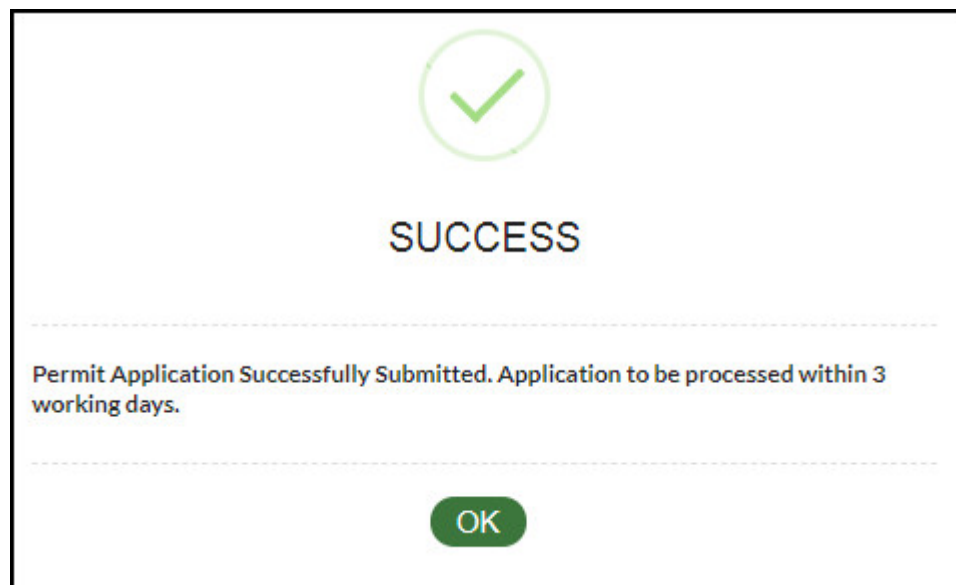 SUCCESS
Permit Application Successfully Submitted. Application to be processed within 3
working days.
OK